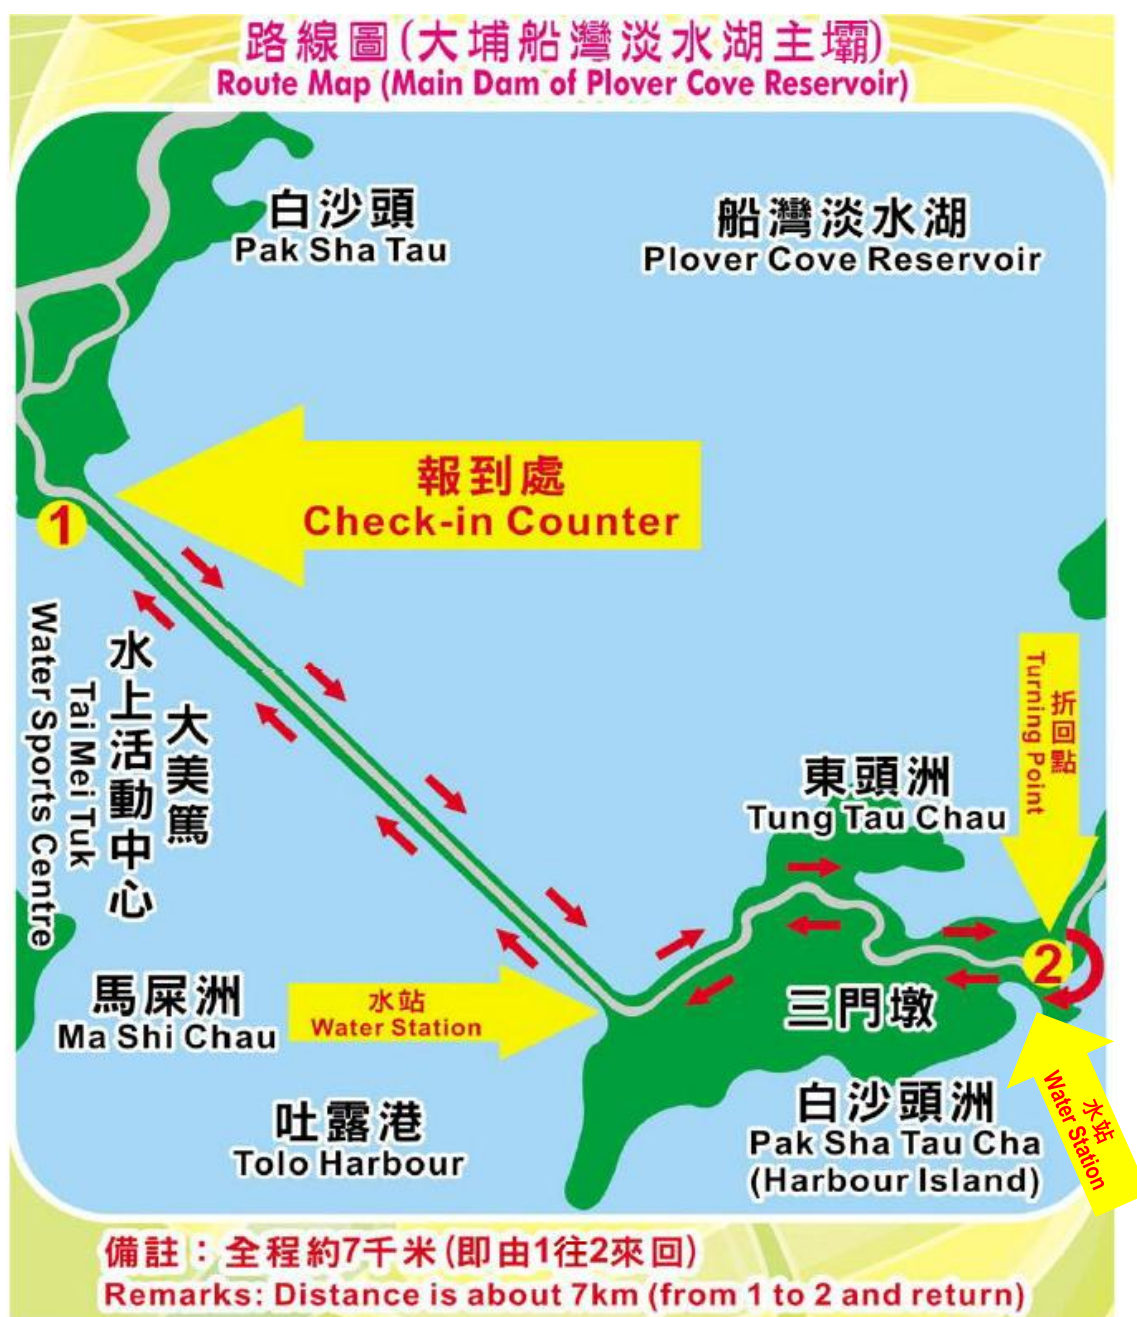 路線圖(大埔船灣淡水湖主壩)
Route Map (Main Dam of Plover Cove Reservoir)
白沙頭
Pak Sha Tau
船灣淡水湖
Plover Cove Reservoir
報到處
Check-in Counter
1
大美篤
水上活動中心
Tai Mei Tuk
Water Sports Centre
折回點
Turning Point
東頭洲
Tung Tau Chau
2
馬屎洲
Ma Shi Chau
水站
Water Station
三門墩
白沙頭洲
Pak Sha Tau Cha
(Harbour Island)
水站
Water Station
吐露港
Tolo Harbour
備註：全程約7千米(即由1往2來回)
Remarks: Distance is about 7km (from 1 to 2 and return)